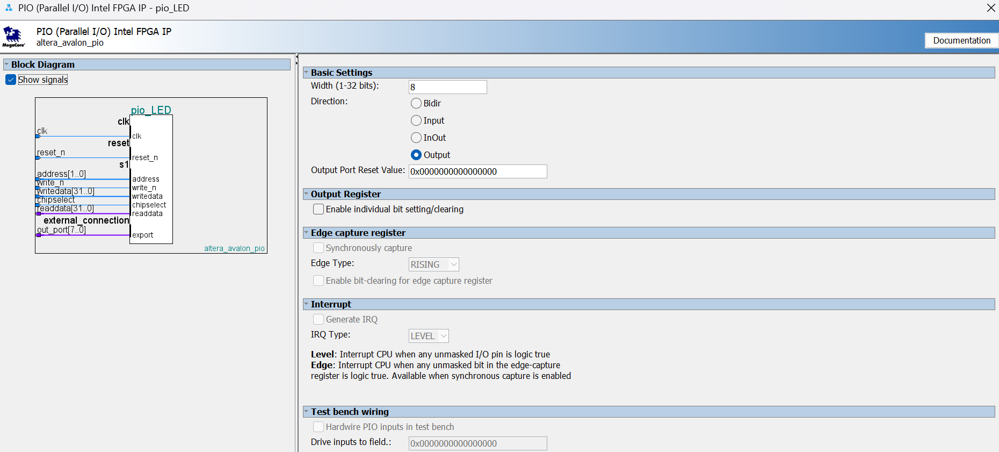 PIO (Parallel I/O) Intel FPGA IP - pio_LED
MegaCore'
PIO (Parallel I/O) Intel FPGA IP
altera_avalon_pio
Documentation
Block Diagram
Show signals
pio_LED
clk
clk
clk
reset
reset_n
reset_n
s1
address[1..0]
address
write_n
write_n
writedata[31..0]
writedata
chipselect
chipselect
readdata[31..0]
readdata
external_connection
out_port[7..0]
export
altera_avalon_pio
Basic Settings
Width (1-32 bits): 8
Direction: Bidir
Input
InOut
Output
Output Port Reset Value: 0x0000000000000000
Output Register
Enable individual bit setting/clearing
Edge capture register
Synchronously capture
Edge Type: RISING
Enable bit-clearing for edge capture register
Interrupt
Generate IRQ
IRQ Type: LEVEL
Level: Interrupt CPU when any unmasked I/O pin is logic true
Edge: Interrupt CPU when any unmasked bit in the edge-capture
register is logic true. Available when synchronous capture is enabled
Test bench wiring
Hardwire PIO inputs in test bench
Drive inputs to field.: 0x0000000000000000